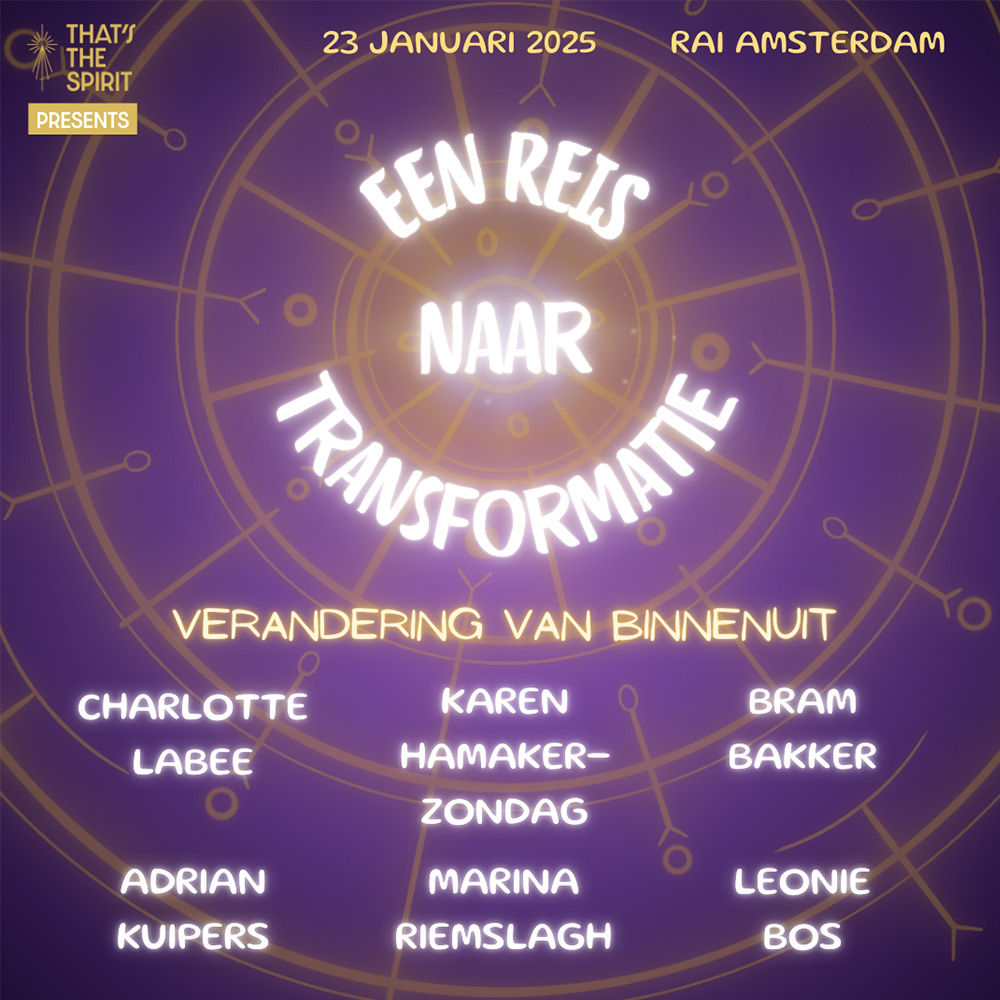 THAT'S
THE
SPIRIT
PRESENTS
23 JANUARI 2025
RAI AMSTERDAM
EEN REIS
NAAR
TRANSFORMATIE
VERANDERING VAN BINNENUIT
CHARLOTTE
LABEE
KAREN
HAMAKER-
ZONDAG
BRAM
BAKKER
ADRIAN
KUIPERS
MARINA
RIEMSLAGH
LEONIE
BOS